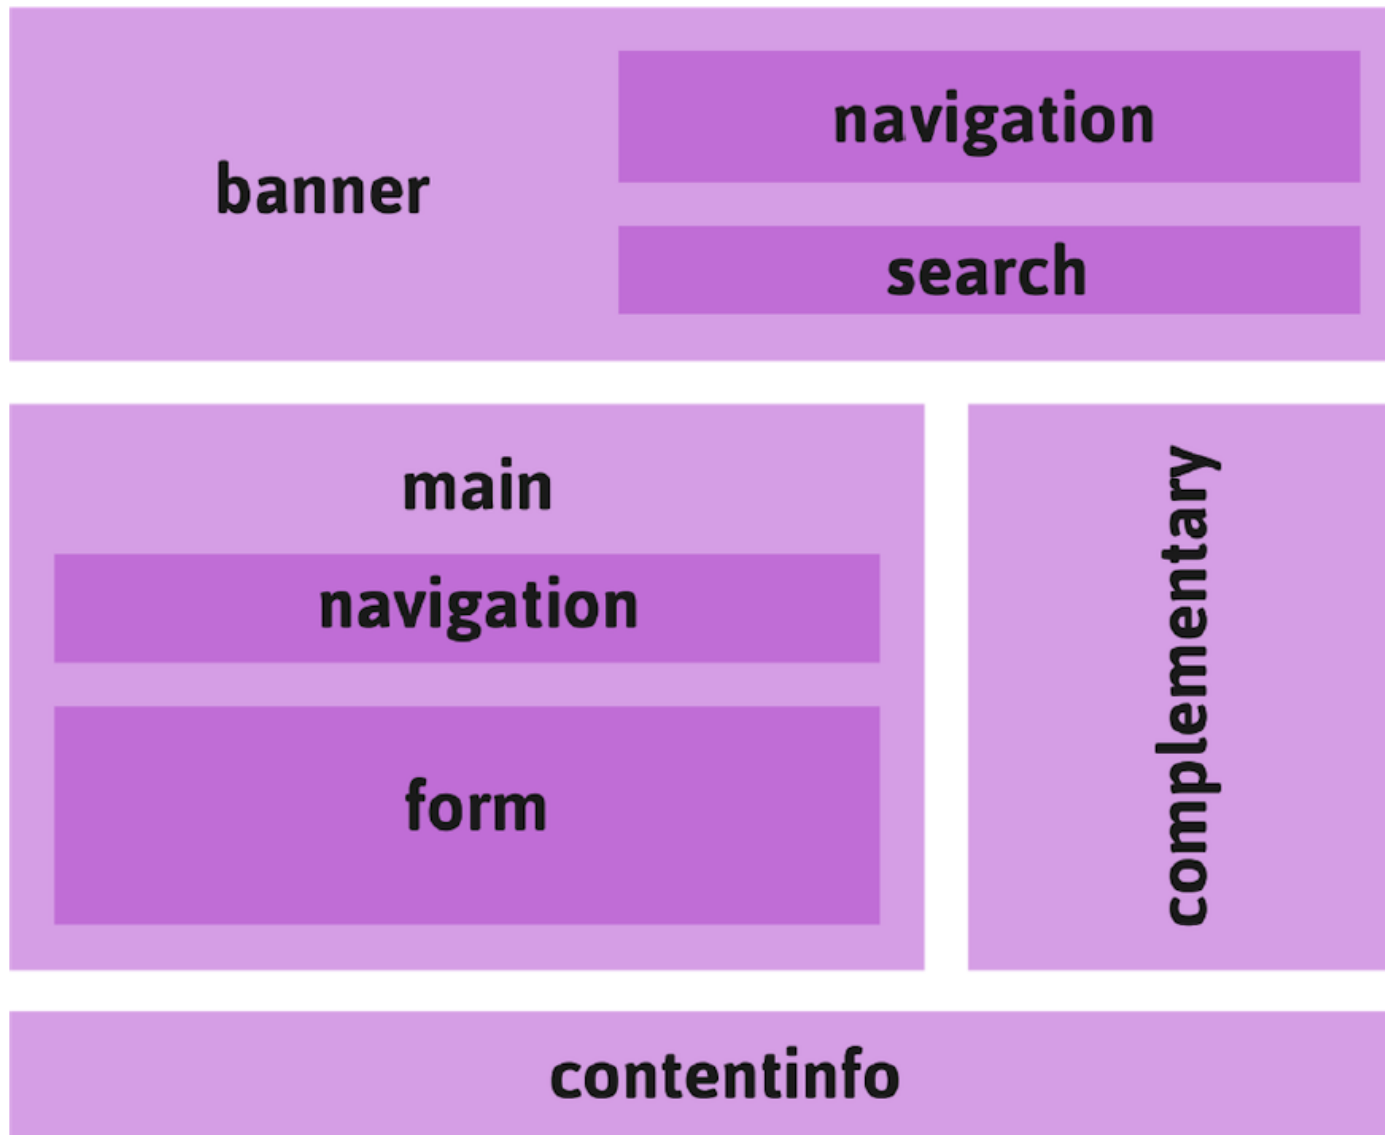 banner
navigation
search
main
navigation
form
complementary
contentinfo